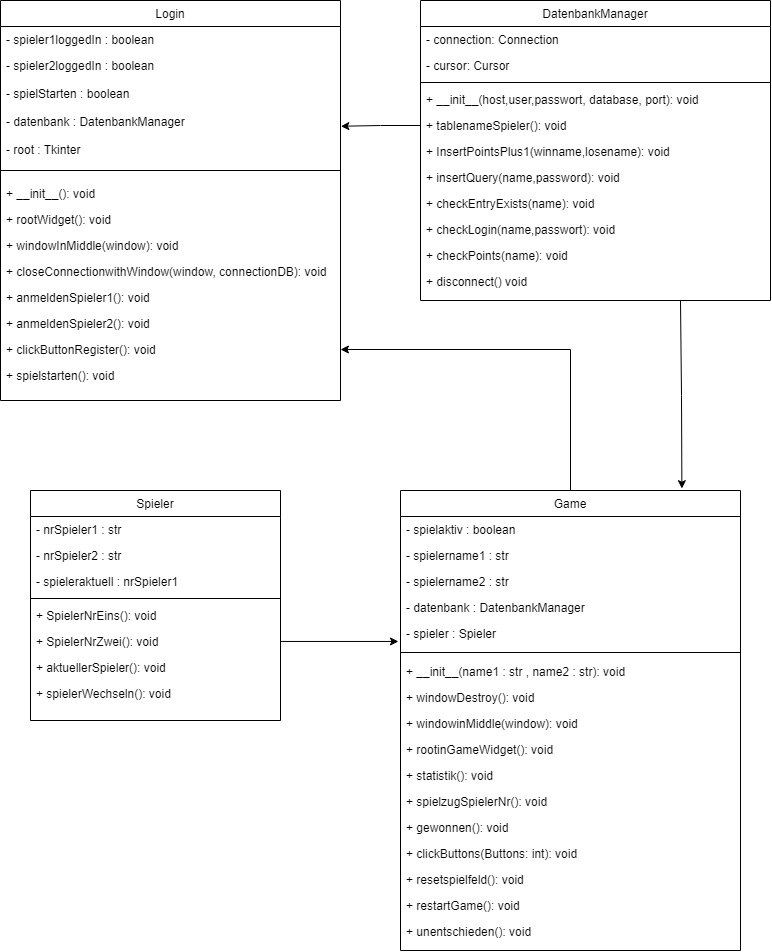 Login
- spieler1loggedIn : boolean
- spieler2loggedIn : boolean
- spielStarten : boolean
- datenbank : DatenbankManager
- root : Tkinter
+ __init__(): void
+ rootWidget(): void
+ windowInMiddle(window): void
+ closeConnectionwithWindow(window, connectionDB): void
+ anmeldenSpieler1(): void
+ anmeldenSpieler2(): void
+ clickButtonRegister(): void
+ spielstarten(): void
DatenbankManager
- connection: Connection
- cursor: Cursor
+ __init__(host,user,passwort, database, port): void
+ tablenameSpieler(): void
+ InsertPointsPlus1(winname,losename): void
+ insertQuery(name,password): void
+ checkEntryExists(name): void
+ checkLogin(name,passwort): void
+ checkPoints(name): void
+ disconnect() void
Spieler
- nrSpieler1 : str
- nrSpieler2 : str
- spieleraktuell : nrSpieler1
+ SpielerNrEins(): void
+ SpielerNrZwei(): void
+ aktuellerSpieler(): void
+ spielerWechseln(): void
Game
- spielaktiv : boolean
- spielername1 : str
- spielername2 : str
- datenbank : DatenbankManager
- spieler : Spieler
+ __init__(name1 : str , name2 : str): void
+ windowDestroy(): void
+ windowinMiddle(window): void
+ rootinGameWidget(): void
+ statistik(): void
+ spielzugSpielerNr(): void
+ gewonnen(): void
+ clickButtons(Buttons: int): void
+ resetspielfeld(): void
+ restartGame(): void
+ unentschieden(): void